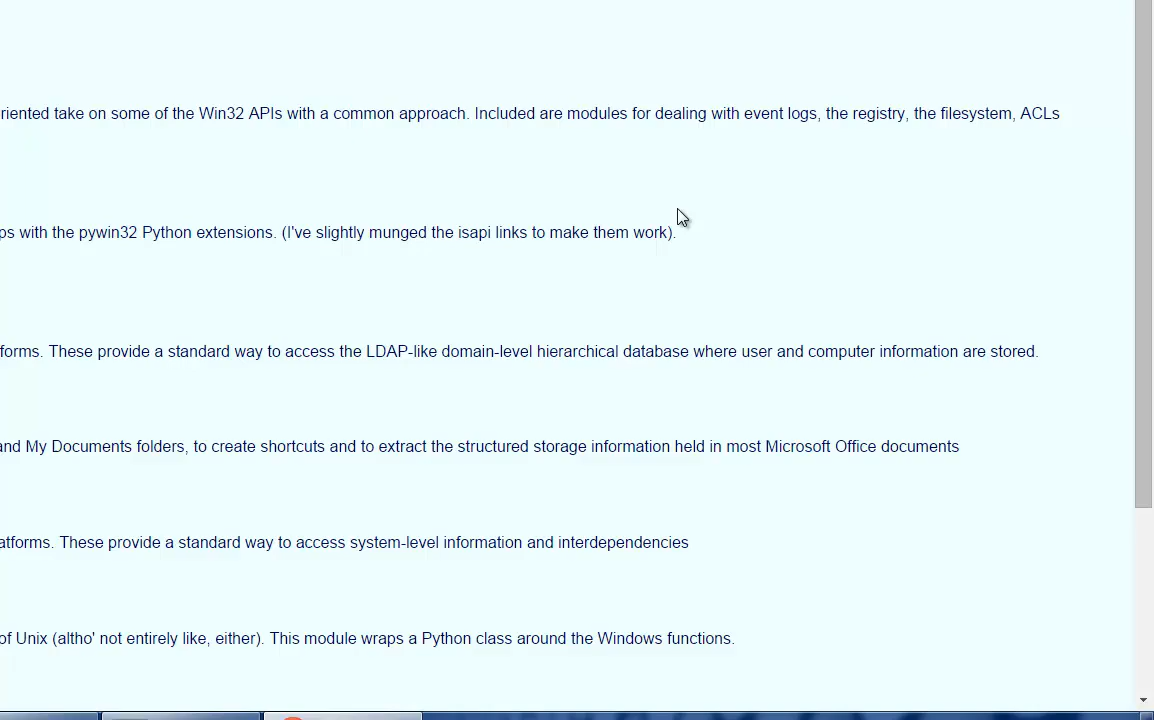 riented take on some of the Win32 APIs with a common approach. Included are modules for dealing with event logs, the registry, the filesystem, ACLs
ps with the pywin32 Python extensions. (I've slightly munged the isapi links to make them work).
forms. These provide a standard way to access the LDAP-like domain-level hierarchical database where user and computer information are stored.
and My Documents folders, to create shortcuts and to extract the structured storage information held in most Microsoft Office documents
atforms. These provide a standard way to access system-level information and interdependencies
of Unix (altho' not entirely like, either). This module wraps a Python class around the Windows functions.